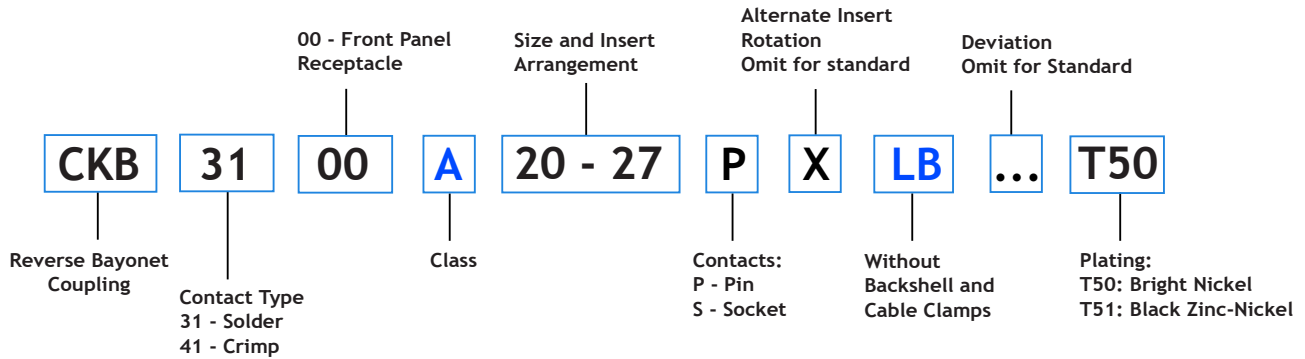 00 - Front Panel
Receptacle
Size and Insert
Arrangement
Alternate Insert
Rotation
Omit for standard
Deviation
Omit for Standard
CKB 31 00 A 20 - 27 P X LB ... T50
Reverse Bayonet
Coupling
Contact Type
31 - Solder
41 - Crimp
Class
Contacts:
P - Pin
S - Socket
Without
Backshell and
Cable Clamps
Plating:
T50: Bright Nickel
T51: Black Zinc-Nickel